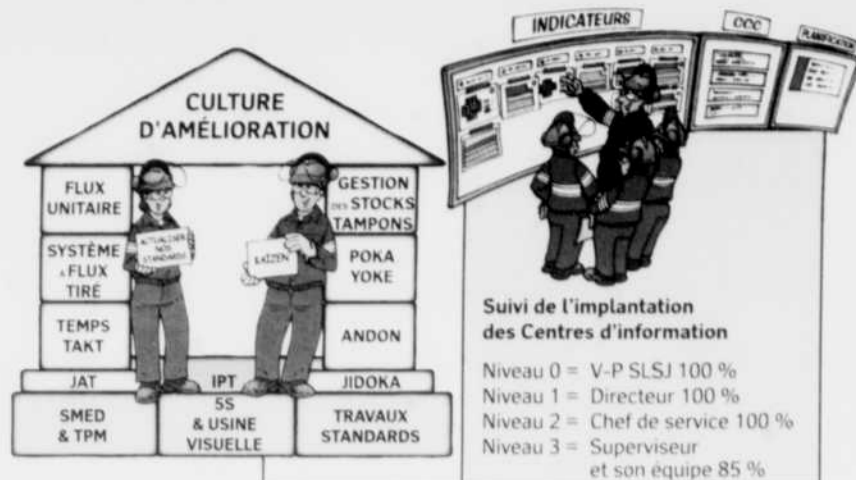 CULTURE
D'AMÉLIORATION
FLUX
UNITAIRE
SYSTÈME
À FLUX
TIRÉ
TEMPS
TAKT
JAT
ACTUALISER
NOS
STANDARDS
KAIZEN
GESTION
DES STOCKS
TAMPONS
POKA
YOKE
ANDON
IPT
JIDOKA
SMED
& TPM
5S
& USINE
VISUELLE
TRAVAUX
STANDARDS
INDICATEURS
CCC
PLANIFICATION
Suivi de l'implantation
des Centres d'information
Niveau 0 = V-P SLSJ 100 %
Niveau 1 = Directeur 100 %
Niveau 2 = Chef de service 100 %
Niveau 3 = Superviseur
et son équipe 85 %